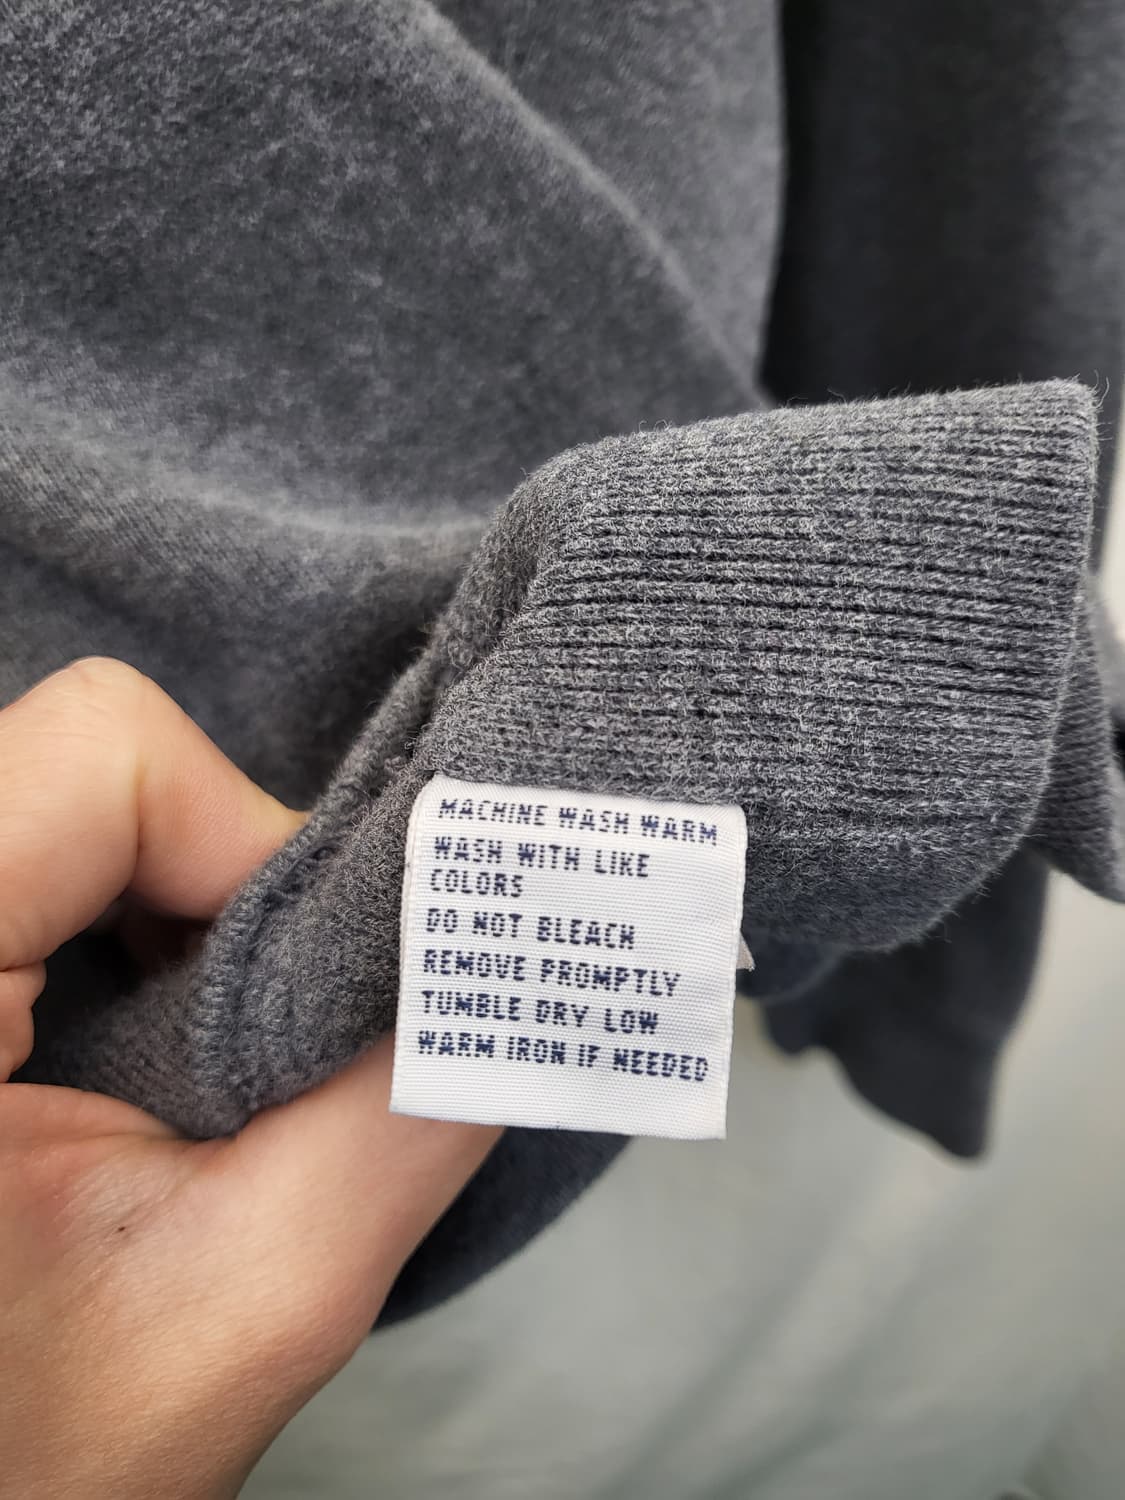 MACHINE WASH WARM
WASH WITH LIKE
COLORS
DO NOT BLEACH
REMOVE PROMPTLY
TUMBLE DRY LOW
WARM IRON IF NEEDED